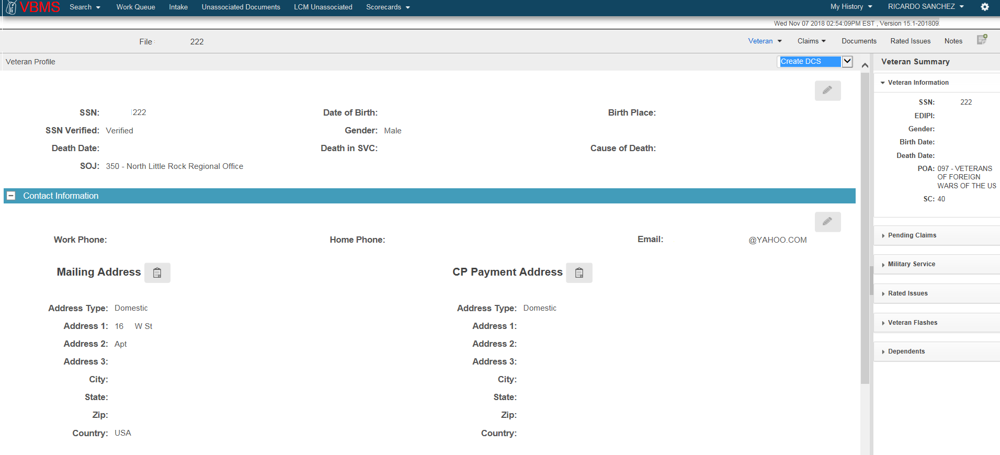 VBMS Search Work Queue Intake Unassociated Documents LCM Unassociated Scorecards My History RICARDO SANCHEZ
Wed Nov 07 2018 02:54:09PM EST , Version 15.1-201809
File 222 Veteran Claims Documents Rated Issues Notes
Veteran Profile Create DCS
SSN: 222 Date of Birth: Birth Place:
SSN Verified: Verified Gender: Male
Death Date: Death in SVC: Cause of Death:
SOJ: 350 - North Little Rock Regional Office
Contact Information
Work Phone: Home Phone: Email: @YAHOO.COM
Mailing Address CP Payment Address
Address Type: Domestic Address Type: Domestic
Address 1: 16 W St Address 1:
Address 2: Apt Address 2:
Address 3: Address 3:
City: City:
State: State:
Zip: Zip:
Country: USA Country:
Veteran Summary
Veteran Information
SSN: 222
EDIPI:
Gender:
Birth Date:
Death Date:
POA: 097 - VETERANS
OF FOREIGN
WARS OF THE US
SC: 40
Pending Claims
Military Service
Rated Issues
Veteran Flashes
Dependents